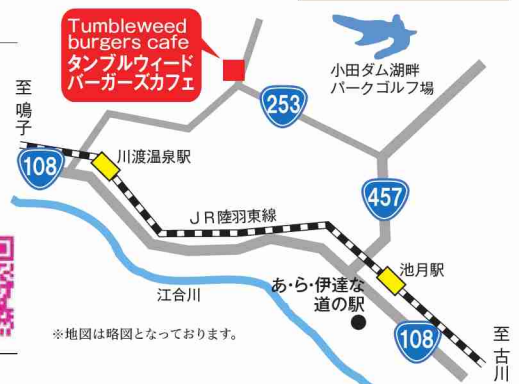 Tumbleweed
burgers cafe
タンブルウィード
バーガーズカフェ
小田ダム湖畔
パークゴルフ場
253
至鳴子
川渡温泉駅
108
457
JR陸羽東線
池月駅
あ・ら・伊達な
道の駅
江合川
108
※地図は略図となっております。
至古川